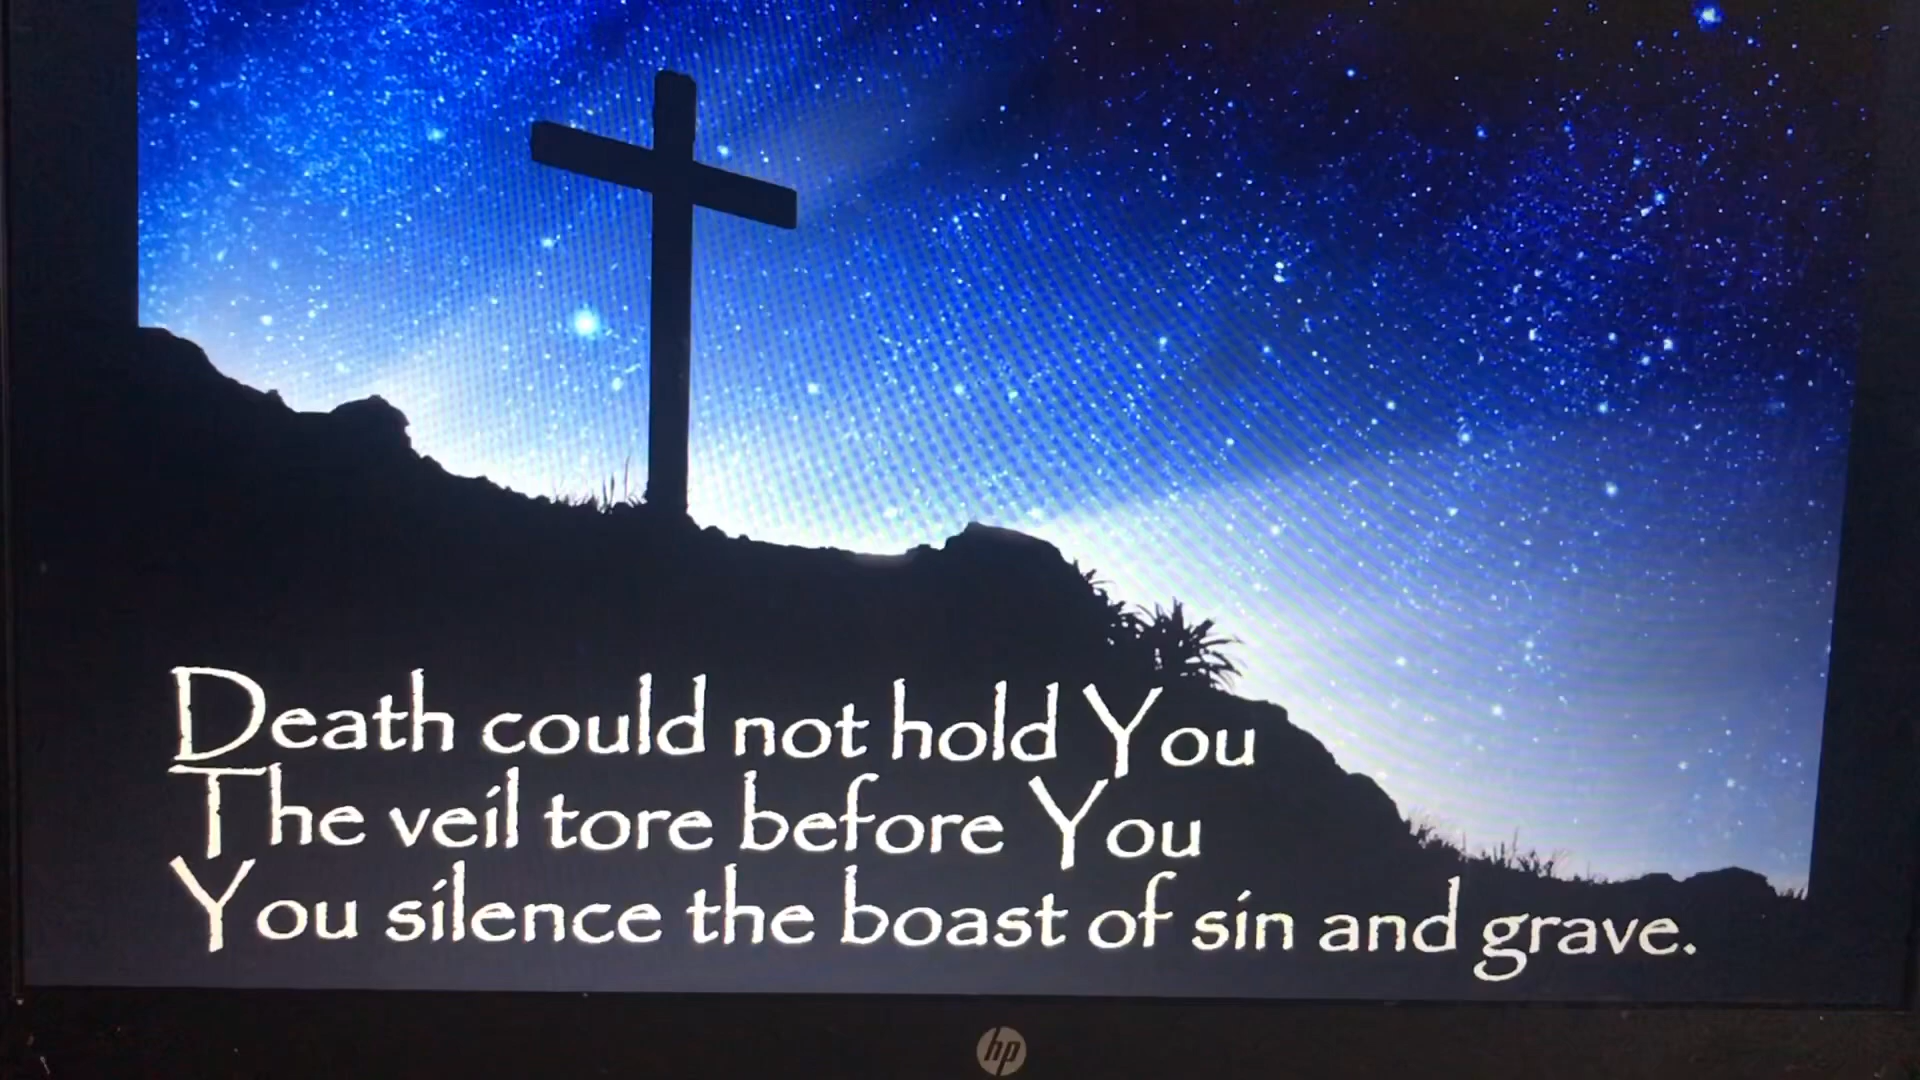 Death could not hold You
The veil tore before You
You silence the boast of sin and grave.
hp